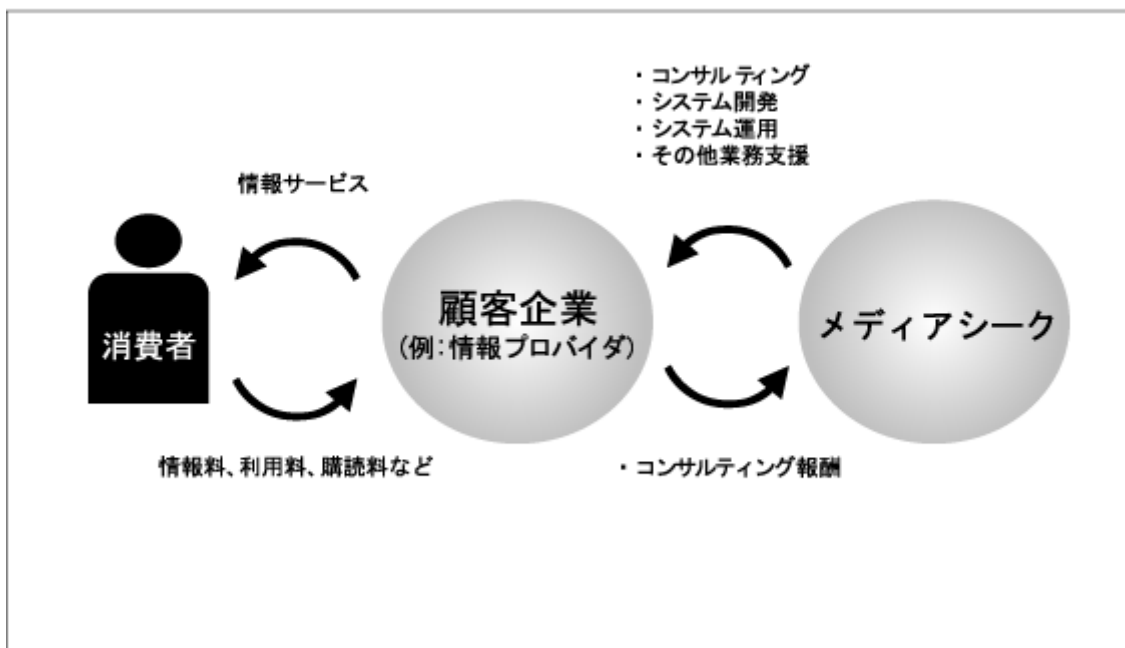 ・コンサルティング
・システム開発
・システム運用
・その他業務支援
情報サービス
消費者
顧客企業
(例：情報プロバイダ)
メディアシーク
情報料、利用料、購読料など
・コンサルティング報酬